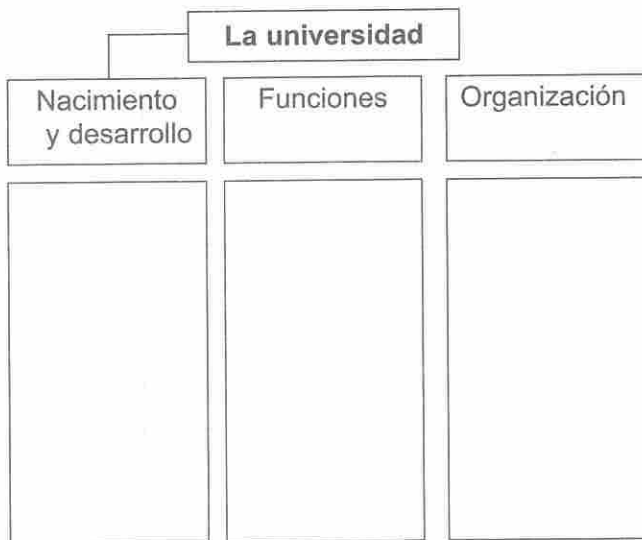 La universidad
Nacimiento
y desarrollo
Funciones
Organización